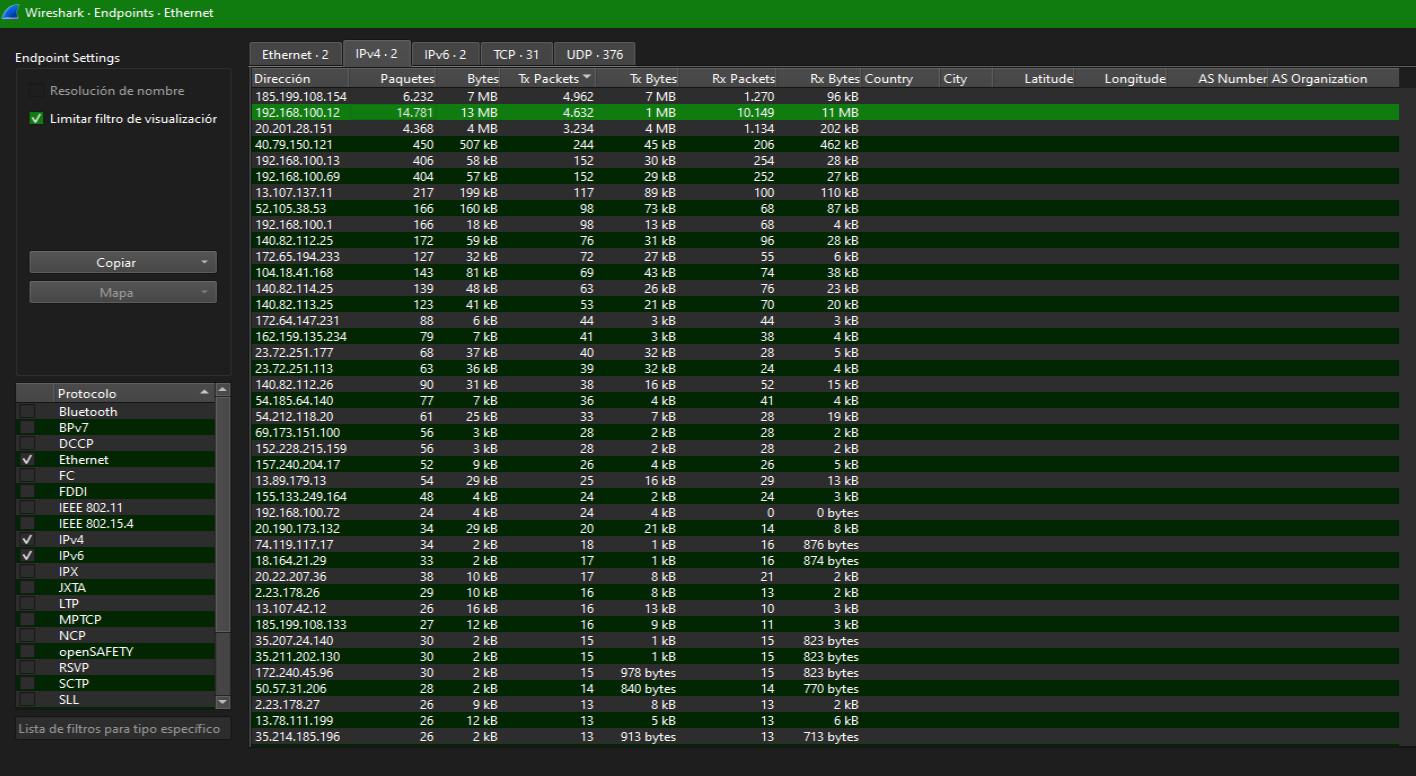 Wireshark · Endpoints · Ethernet
Endpoint Settings
Resolución de nombre
Limitar filtro de visualización
Copiar
Mapa
Protocolo
Bluetooth
BPv7
DCCP
Ethernet
FC
FDDI
IEEE 802.11
IEEE 802.15.4
IPv4
IPv6
IPX
JXTA
LTP
MPTCP
NCP
openSAFETY
RSVP
SCTP
SLL
Lista de filtros para tipo específico
Ethernet · 2 IPv4 · 2 IPv6 · 2 TCP · 31 UDP · 376
Dirección Paquetes Bytes Tx Packets Tx Bytes Rx Packets Rx Bytes Country City Latitude Longitude AS Number AS Organization
185.199.108.154 6.232 7 MB 4.962 7 MB 1.270 96 kB
192.168.100.12 14.781 13 MB 4.632 1 MB 10.149 11 MB
20.201.28.151 4.368 4 MB 3.234 4 MB 1.134 202 kB
40.79.150.121 450 507 kB 244 45 kB 206 462 kB
192.168.100.13 406 58 kB 152 30 kB 254 28 kB
192.168.100.69 404 57 kB 152 29 kB 252 27 kB
13.107.137.11 217 199 kB 117 89 kB 100 110 kB
52.105.38.53 166 160 kB 98 73 kB 68 87 kB
192.168.100.1 166 18 kB 98 13 kB 68 4 kB
140.82.112.25 172 59 kB 76 31 kB 96 28 kB
172.65.194.233 127 32 kB 72 27 kB 55 6 kB
104.18.41.168 143 81 kB 69 43 kB 74 38 kB
140.82.114.25 139 48 kB 63 26 kB 76 23 kB
140.82.113.25 123 41 kB 53 21 kB 70 20 kB
172.64.147.231 88 6 kB 44 3 kB 44 3 kB
162.159.135.234 79 7 kB 41 3 kB 38 4 kB
23.72.251.177 68 37 kB 40 32 kB 28 5 kB
23.72.251.113 63 36 kB 39 32 kB 24 4 kB
140.82.112.26 90 31 kB 38 16 kB 52 15 kB
54.185.64.140 77 7 kB 36 4 kB 41 4 kB
54.212.118.20 61 25 kB 33 7 kB 28 19 kB
69.173.151.100 56 3 kB 28 2 kB 28 2 kB
152.228.215.159 56 3 kB 28 2 kB 28 2 kB
157.240.204.17 52 9 kB 26 4 kB 26 5 kB
13.89.179.13 54 29 kB 25 16 kB 29 13 kB
155.133.249.164 48 4 kB 24 2 kB 24 3 kB
192.168.100.72 24 4 kB 24 4 kB 0 0 bytes
20.190.173.132 34 29 kB 20 21 kB 14 8 kB
74.119.117.17 34 2 kB 18 1 kB 16 876 bytes
18.164.21.29 33 2 kB 17 1 kB 16 874 bytes
20.22.207.36 38 10 kB 17 8 kB 21 2 kB
2.23.178.26 29 10 kB 16 8 kB 13 2 kB
13.107.42.12 26 16 kB 16 13 kB 10 3 kB
185.199.108.133 27 12 kB 16 9 kB 11 3 kB
35.207.24.140 30 2 kB 15 1 kB 15 823 bytes
35.211.202.130 30 2 kB 15 1 kB 15 823 bytes
172.240.45.96 30 2 kB 15 978 bytes 15 823 bytes
50.57.31.206 28 2 kB 14 840 bytes 14 770 bytes
2.23.178.27 26 9 kB 13 8 kB 13 2 kB
13.78.111.199 26 12 kB 13 5 kB 13 6 kB
35.214.185.196 26 2 kB 13 913 bytes 13 713 bytes